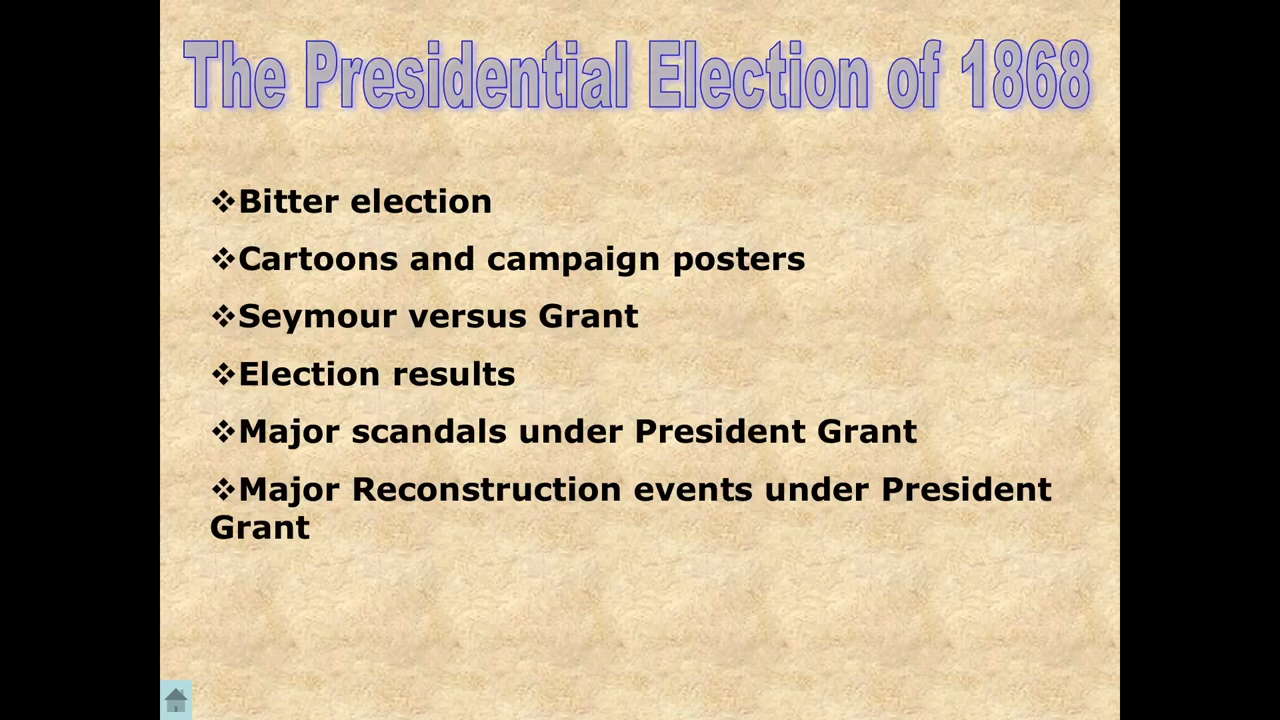 The Presidential Election of 1868
❖Bitter election
❖Cartoons and campaign posters
❖Seymour versus Grant
❖Election results
❖Major scandals under President Grant
❖Major Reconstruction events under President
Grant